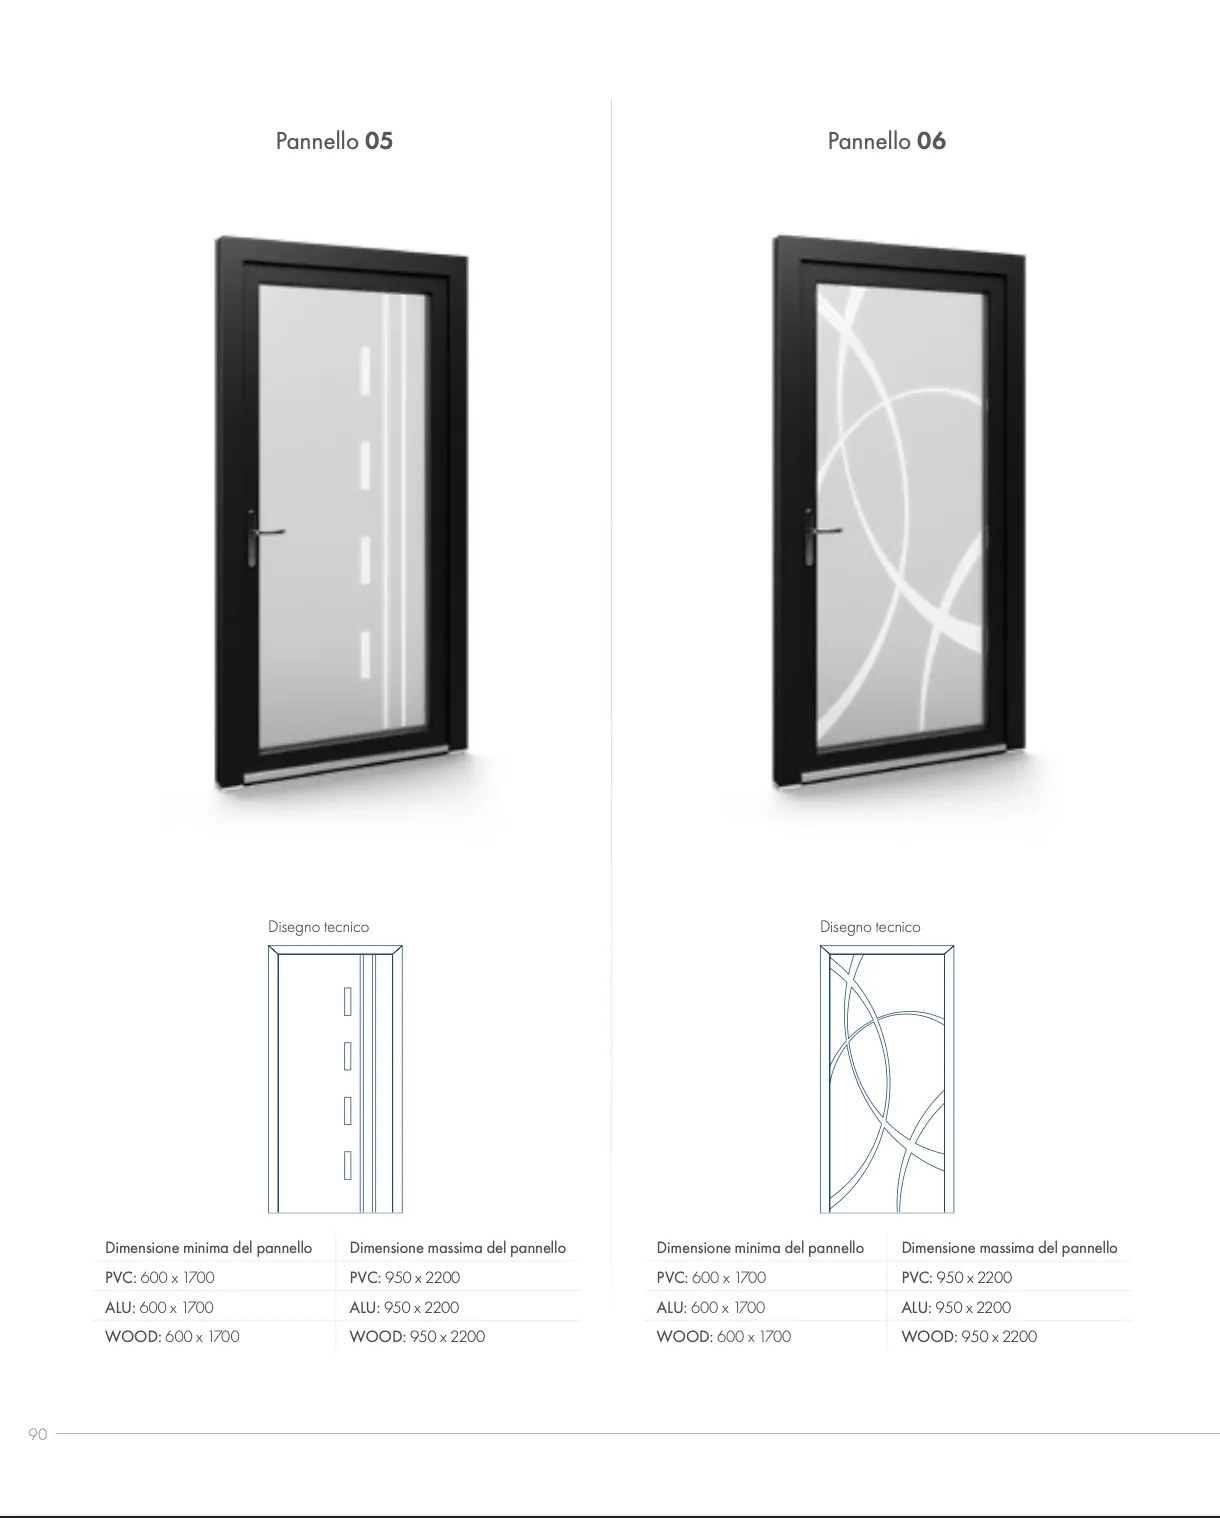 Pannello 05
Disegno tecnico
Dimensione minima del pannello
PVC: 600 x 1700
ALU: 600 x 1700
WOOD: 600 x 1700
Dimensione massima del pannello
PVC: 950 x 2200
ALU: 950 x 2200
WOOD: 950 x 2200
Pannello 06
Disegno tecnico
Dimensione minima del pannello
PVC: 600 x 1700
ALU: 600 x 1700
WOOD: 600 x 1700
Dimensione massima del pannello
PVC: 950 x 2200
ALU: 950 x 2200
WOOD: 950 x 2200
90